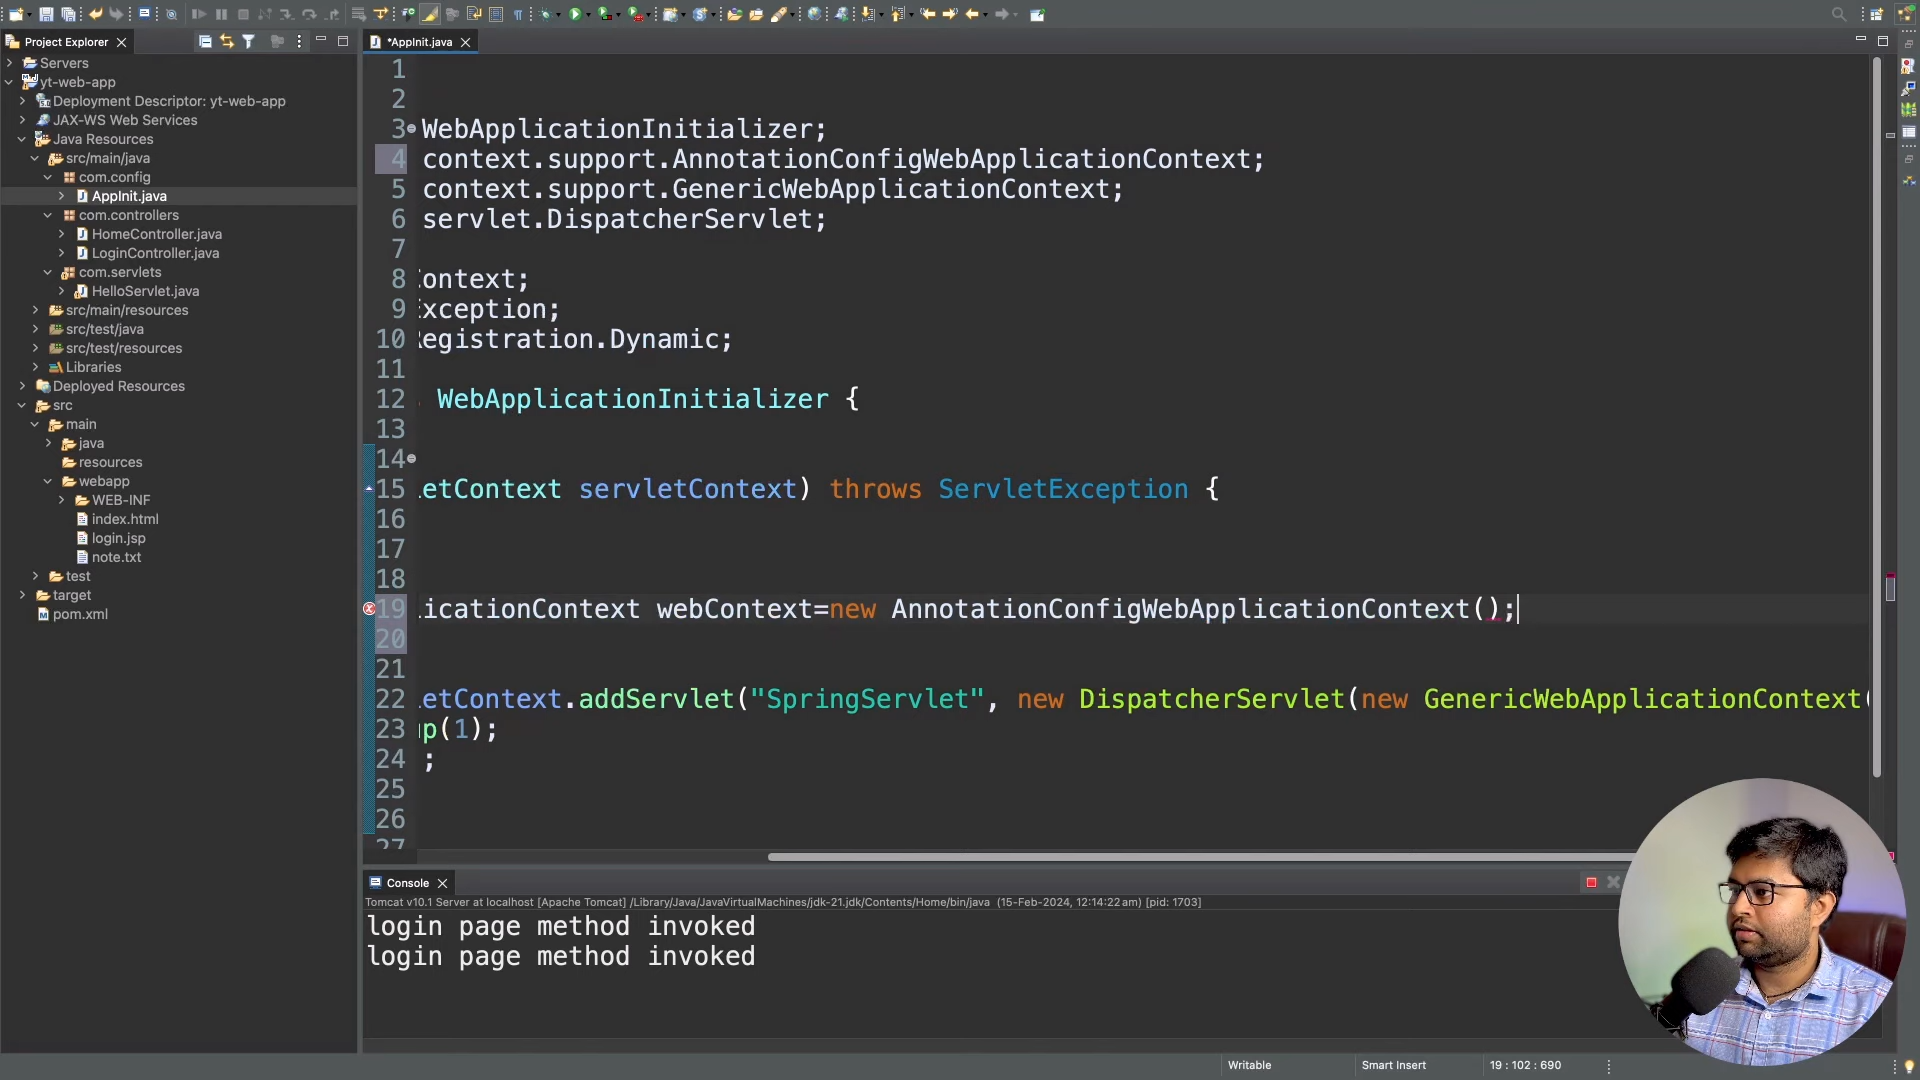 Project Explorer
Servers
yt-web-app
Deployment Descriptor: yt-web-app
JAX-WS Web Services
Java Resources
src/main/java
com.config
AppInit.java
com.controllers
HomeController.java
LoginController.java
com.servlets
HelloServlet.java
src/main/resources
src/test/java
src/test/resources
Libraries
Deployed Resources
src
main
java
resources
webapp
WEB-INF
index.html
login.jsp
note.txt
test
target
pom.xml
*AppInit.java
1
2
3 WebApplicationInitializer;
4 context.support.AnnotationConfigWebApplicationContext;
5 context.support.GenericWebApplicationContext;
6 servlet.DispatcherServlet;
7
8 Context;
9 Exception;
10 Registration.Dynamic;
11
12 WebApplicationInitializer {
13
14
15 letContext servletContext) throws ServletException {
16
17
18
19 licationContext webContext=new AnnotationConfigWebApplicationContext();
20
21
22 letContext.addServlet("SpringServlet", new DispatcherServlet(new GenericWebApplicationContext(
23 up(1);
24 ;
25
26
27
Console
Tomcat v10.1 Server at localhost [Apache Tomcat] /Library/Java/JavaVirtualMachines/jdk-21.jdk/Contents/Home/bin/java (15-Feb-2024, 12:14:22 am) [pid: 1703]
login page method invoked
login page method invoked
Writable Smart Insert 19 : 102 : 690